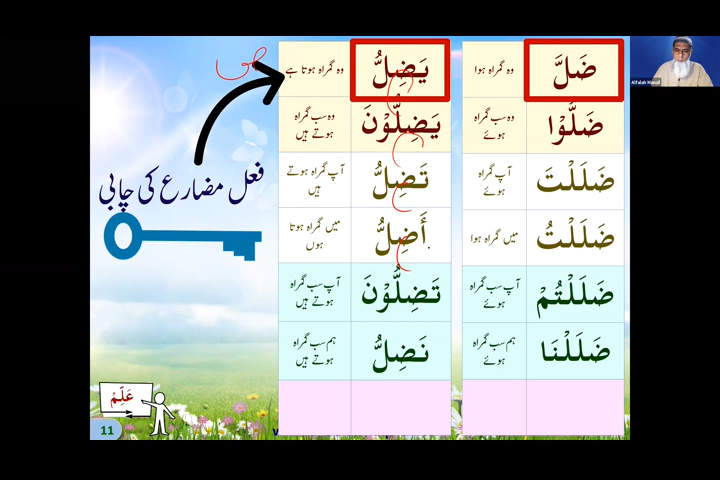 ضَلَّ وہ گمراہ ہوا يَضِلُّ وہ گمراہ ہوتا ہے
ضَلُّوْا وہ سب گمراہ ہوئے يَضِلُّوْنَ وہ سب گمراہ ہوتے ہیں
ضَلَلْتَ آپ گمراہ ہوئے تَضِلُّ آپ گمراہ ہوتے ہیں
ضَلَلْتُ میں گمراہ ہوا أَضِلُّ میں گمراہ ہوتا ہوں
ضَلَلْتُمْ آپ سب گمراہ ہوئے تَضِلُّوْنَ آپ سب گمراہ ہوتے ہیں
ضَلَلْنَا ہم سب گمراہ ہوئے نَضِلُّ ہم سب گمراہ ہوتے ہیں
فعل مضارع کی چابی
عَلِّمْ
11
Alfalah Manzil